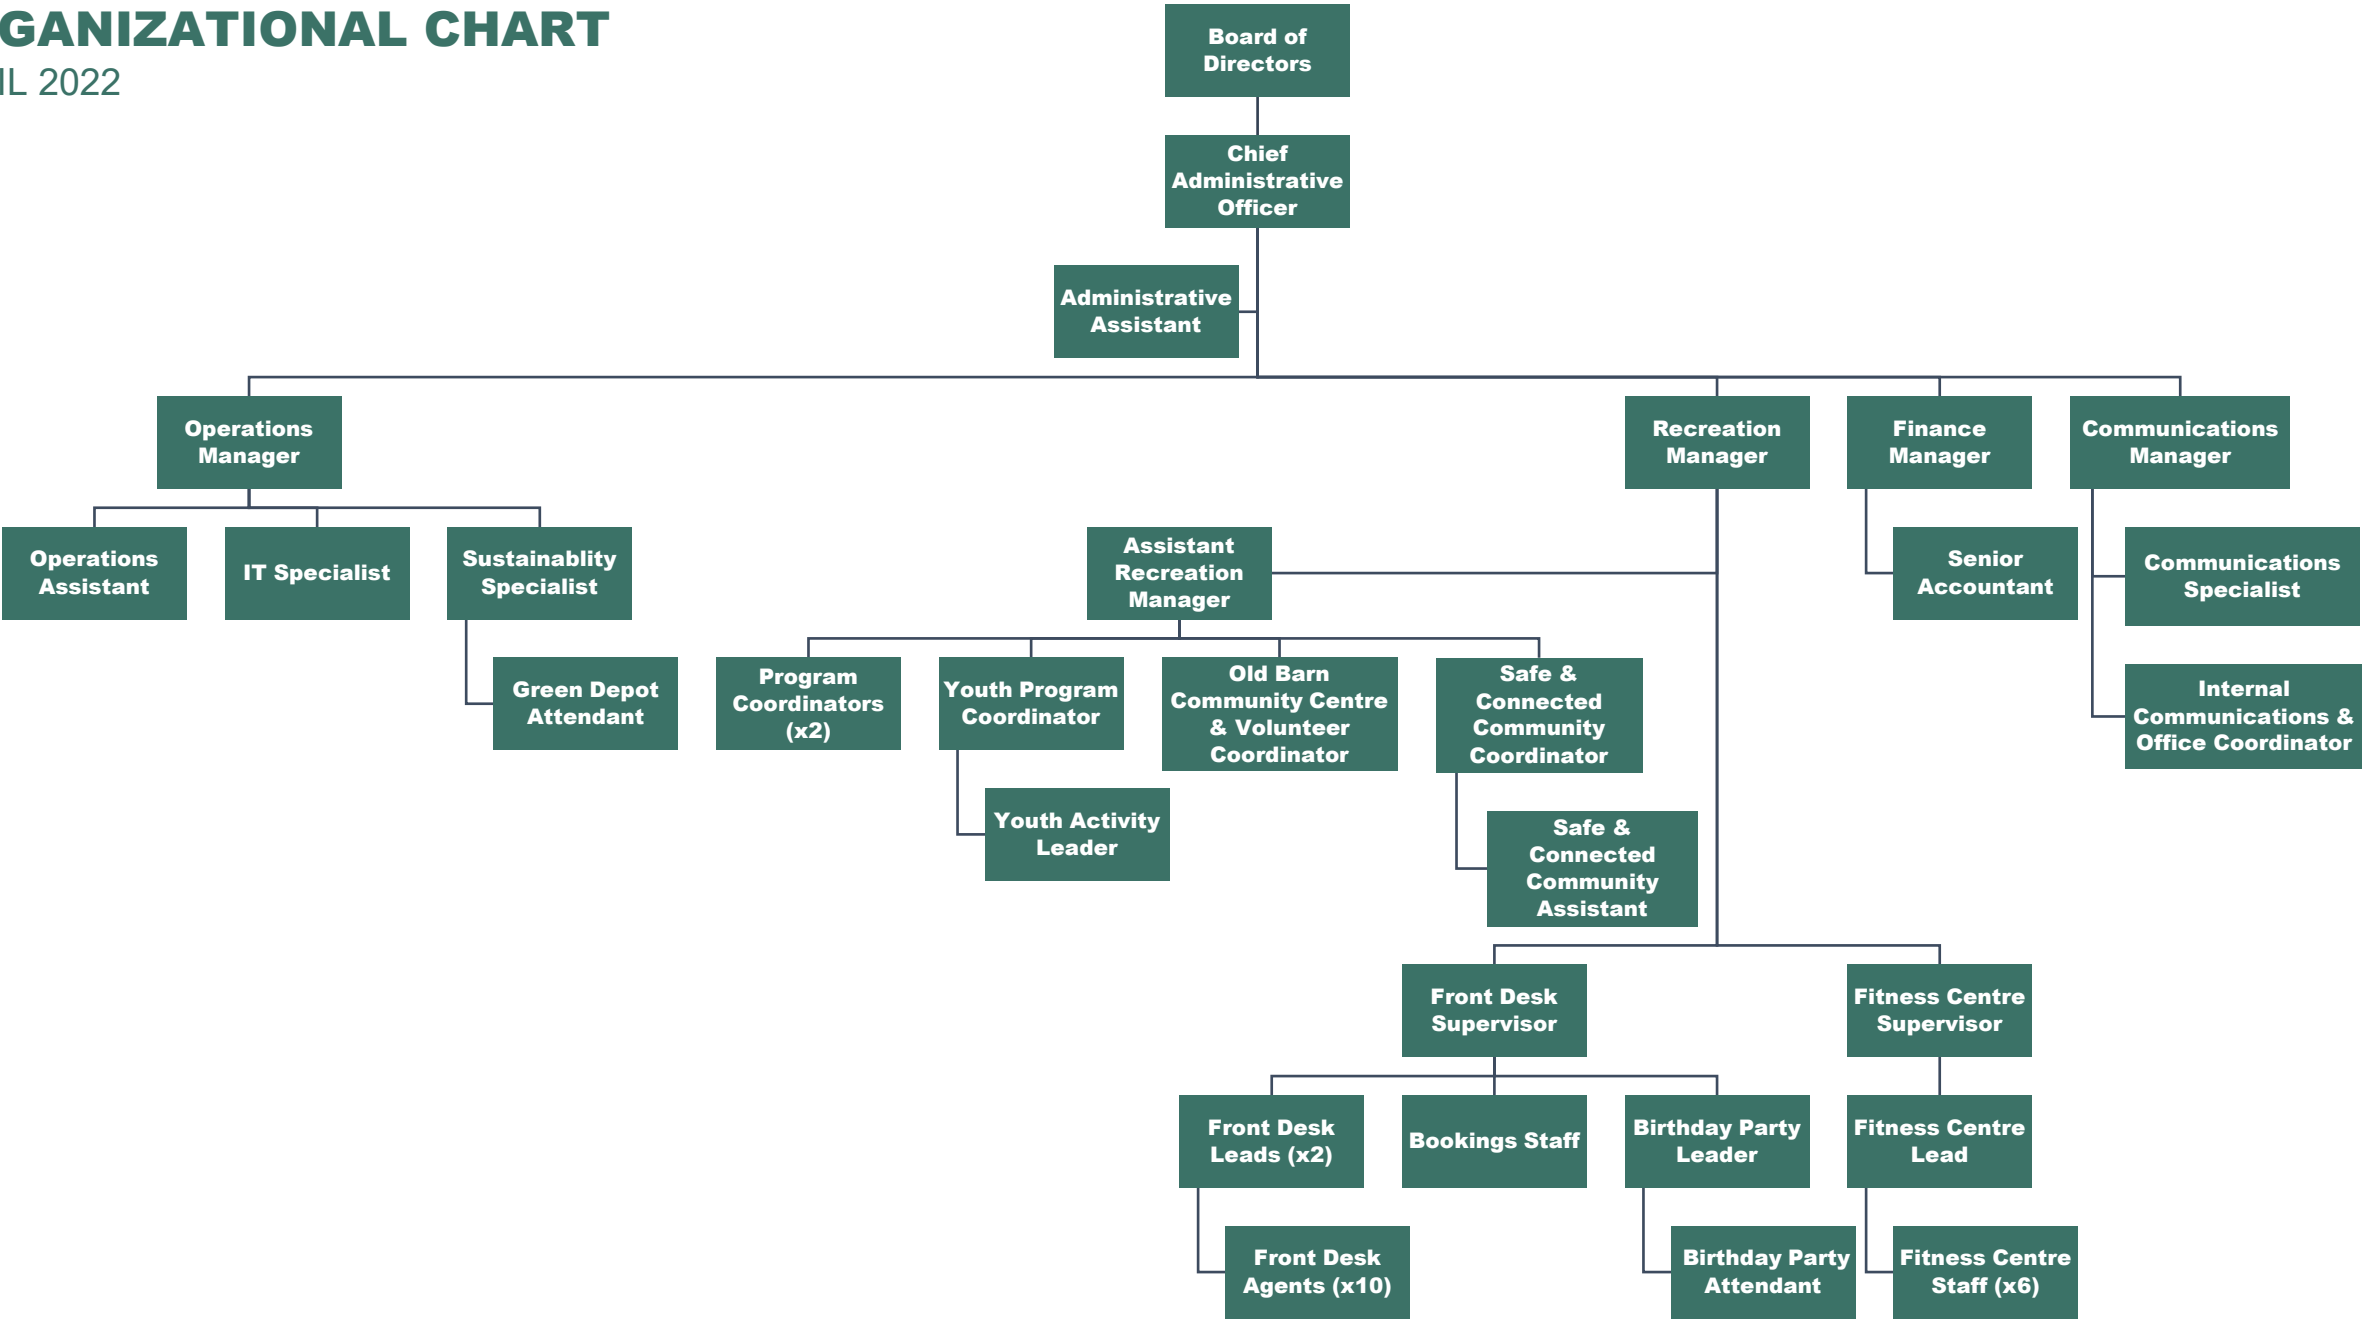 GANIZATIONAL CHART
IL 2022
Board of
Directors
Chief
Administrative
Officer
Administrative
Assistant
Operations
Manager
Recreation
Manager
Finance
Manager
Communications
Manager
Operations
Assistant
IT Specialist
Sustainablity
Specialist
Assistant
Recreation
Manager
Senior
Accountant
Communications
Specialist
Green Depot
Attendant
Program
Coordinators
(x2)
Youth Program
Coordinator
Old Barn
Community Centre
& Volunteer
Coordinator
Safe &
Connected
Community
Coordinator
Internal
Communications &
Office Coordinator
Youth Activity
Leader
Safe &
Connected
Community
Assistant
Front Desk
Supervisor
Fitness Centre
Supervisor
Front Desk
Leads (x2)
Bookings Staff
Birthday Party
Leader
Fitness Centre
Lead
Front Desk
Agents (x10)
Birthday Party
Attendant
Fitness Centre
Staff (x6)